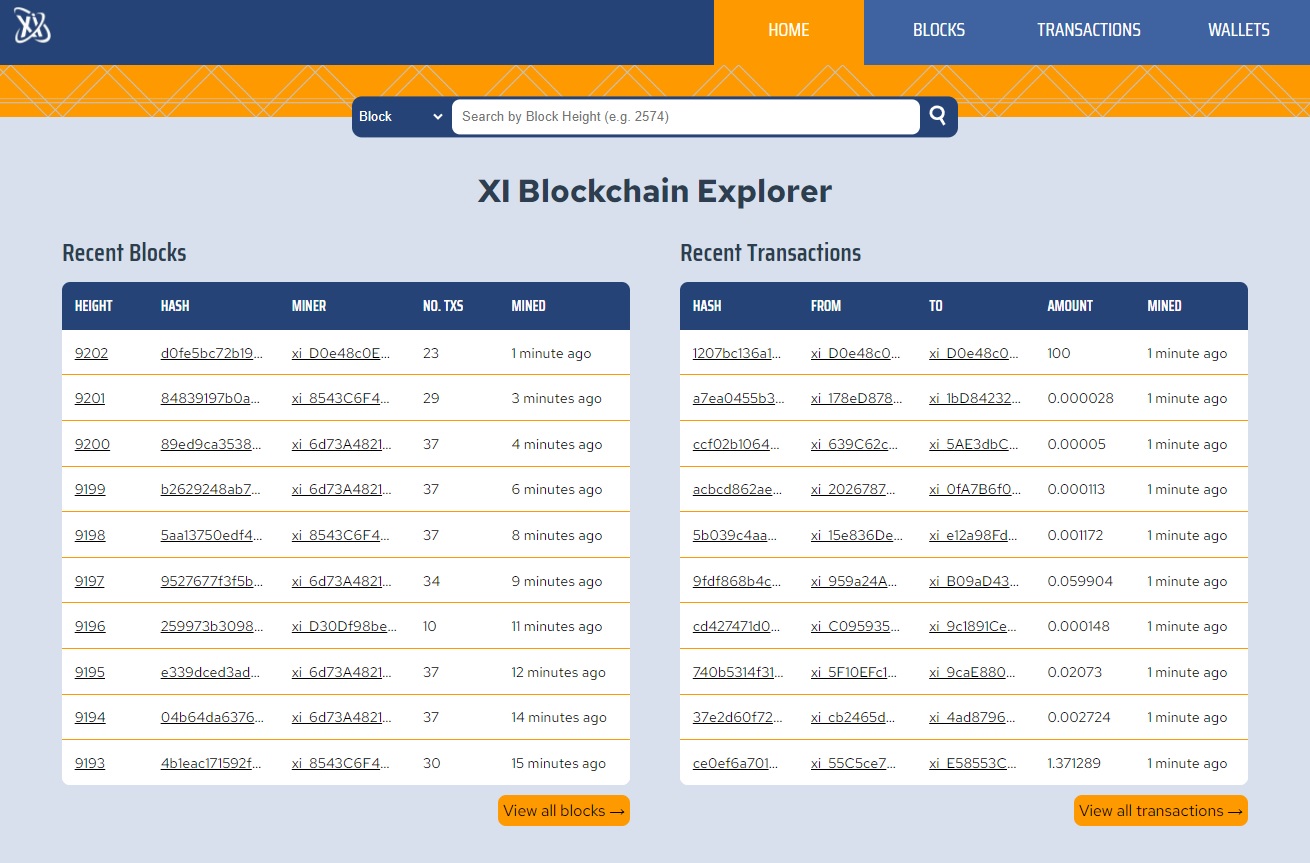 Xi
HOME BLOCKS TRANSACTIONS WALLETS
Block Search by Block Height (e.g. 2574)
XI Blockchain Explorer
Recent Blocks
HEIGHT HASH MINER NO. TXS MINED
9202 d0fe5bc72b19... xi_D0e48c0E... 23 1 minute ago
9201 84839197b0a... xi_8543C6F4... 29 3 minutes ago
9200 89ed9ca3538... xi_6d73A4821... 37 4 minutes ago
9199 b2629248ab7... xi_6d73A4821... 37 6 minutes ago
9198 5aa13750edf4... xi_8543C6F4... 37 8 minutes ago
9197 9527677f3f5b... xi_6d73A4821... 34 9 minutes ago
9196 259973b3098... xi_D30Df98be... 10 11 minutes ago
9195 e339dced3ad... xi_6d73A4821... 37 12 minutes ago
9194 04b64da6376... xi_6d73A4821... 37 14 minutes ago
9193 4b1eac171592f... xi_8543C6F4... 30 15 minutes ago
View all blocks →
Recent Transactions
HASH FROM TO AMOUNT MINED
1207bc136a1... xi_D0e48c0... xi_D0e48c0... 100 1 minute ago
a7ea0455b3... xi_178eD878... xi_1bD84232... 0.000028 1 minute ago
ccf02b1064... xi_639C62c... xi_5AE3dbC... 0.00005 1 minute ago
acbcd862ae... xi_2026787... xi_0fA7B6f0... 0.000113 1 minute ago
5b039c4aa... xi_15e836De... xi_e12a98Fd... 0.001172 1 minute ago
9fdf868b4c... xi_959a24A... xi_B09aD43... 0.059904 1 minute ago
cd427471d0... xi_C095935... xi_9c1891Ce... 0.000148 1 minute ago
740b5314f31... xi_5F10EFc1... xi_9caE880... 0.02073 1 minute ago
37e2d60f72... xi_cb2465d... xi_4ad8796... 0.002724 1 minute ago
ce0ef6a701... xi_55C5ce7... xi_E58553C... 1.371289 1 minute ago
View all transactions →